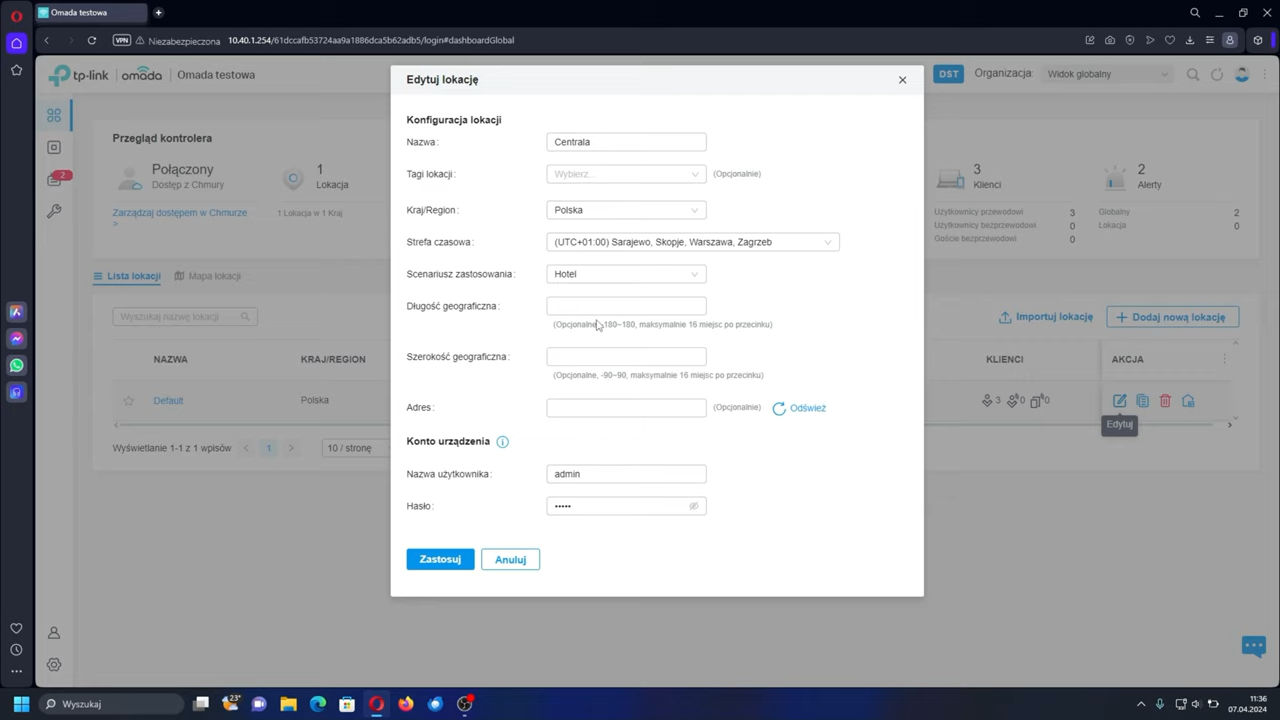 Omada testowa
VPN Niezabezpieczona 10.40.1.254/61dccafb53724aa9a1886dca5b62adb5/login#dashboardGlobal
tp-link omada Omada testowa
DST Organizacja: Widok globalny
Edytuj lokację
Konfiguracja lokacji
Nazwa: Centrala
Tagi lokacji: Wybierz... (Opcjonalnie)
Kraj/Region: Polska
Strefa czasowa: (UTC+01:00) Sarajewo, Skopje, Warszawa, Zagrzeb
Scenariusz zastosowania: Hotel
Długość geograficzna:
(Opcjonalne, -180~180, maksymalnie 16 miejsc po przecinku)
Szerokość geograficzna:
(Opcjonalne, -90~90, maksymalnie 16 miejsc po przecinku)
Adres: (Opcjonalnie) Odśwież
Konto urządzenia
Nazwa użytkownika: admin
Hasło: •••••
Zastosuj Anuluj
Przegląd kontrolera
Połączony
Dostęp z Chmury
Zarządzaj dostępem w Chmurze
>
1
Lokacja
1 Lokacja w 1 Kraj
3
Klienci
Użytkownicy przewodowi 3
Użytkownicy bezprzewodowi 0
Goście bezprzewodowi 0
2
Alerty
Globalny 2
Lokacja 0
2
Lista lokacji Mapa lokacji
Wyszukaj nazwę lokacji
Importuj lokację + Dodaj nową lokację
NAZWA KRAJ/REGION KLIENCI AKCJA
Default Polska 3 0 0
Edytuj
Wyświetlanie 1-1 z 1 wpisów < 1 > 10 / stronę
Wyszukaj
23°
11:36
07.04.2024